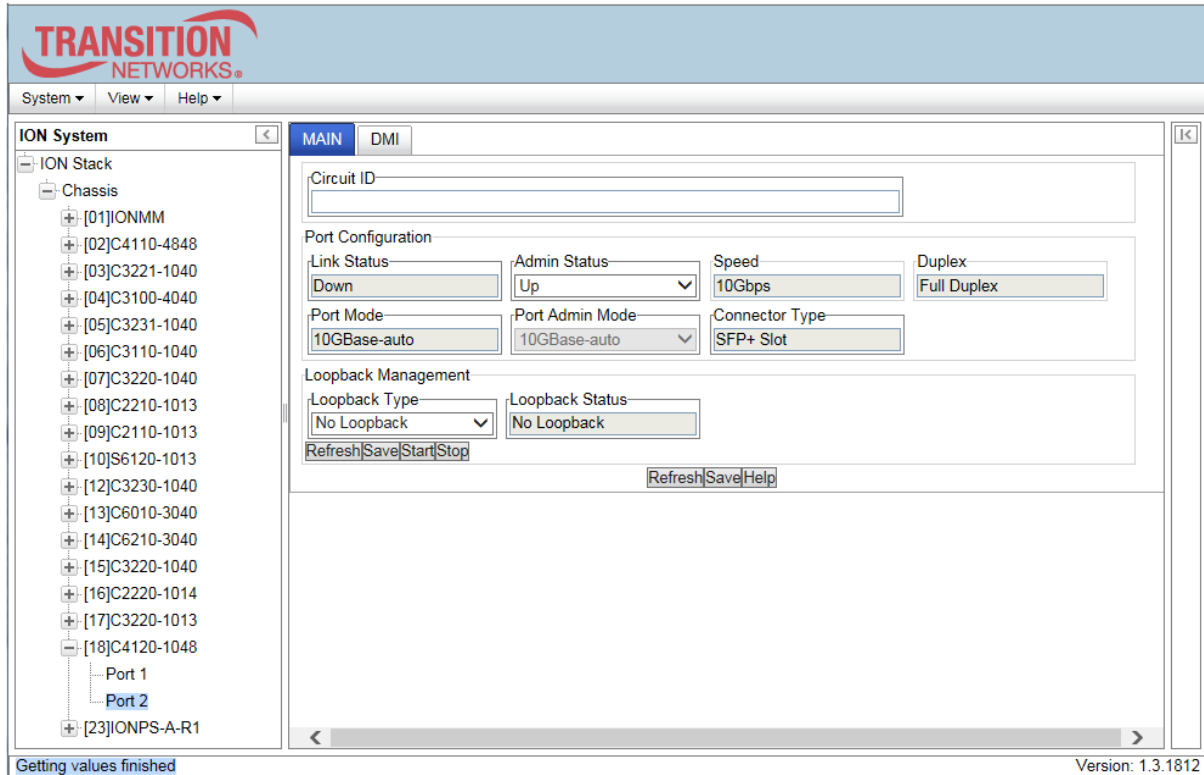 TRANSITION
NETWORKS®
System View Help
ION System
ION Stack
Chassis
[01]IONMM
[02]C4110-4848
[03]C3221-1040
[04]C3100-4040
[05]C3231-1040
[06]C3110-1040
[07]C3220-1040
[08]C2210-1013
[09]C2110-1013
[10]S6120-1013
[12]C3230-1040
[13]C6010-3040
[14]C6210-3040
[15]C3220-1040
[16]C2220-1014
[17]C3220-1013
[18]C4120-1048
Port 1
Port 2
[23]IONPS-A-R1
MAIN DMI
Circuit ID
Port Configuration
Link Status Admin Status Speed Duplex
Down Up 10Gbps Full Duplex
Port Mode Port Admin Mode Connector Type
10GBase-auto 10GBase-auto SFP+ Slot
Loopback Management
Loopback Type Loopback Status
No Loopback No Loopback
Refresh Save Start Stop
Refresh Save Help
Getting values finished Version: 1.3.1812